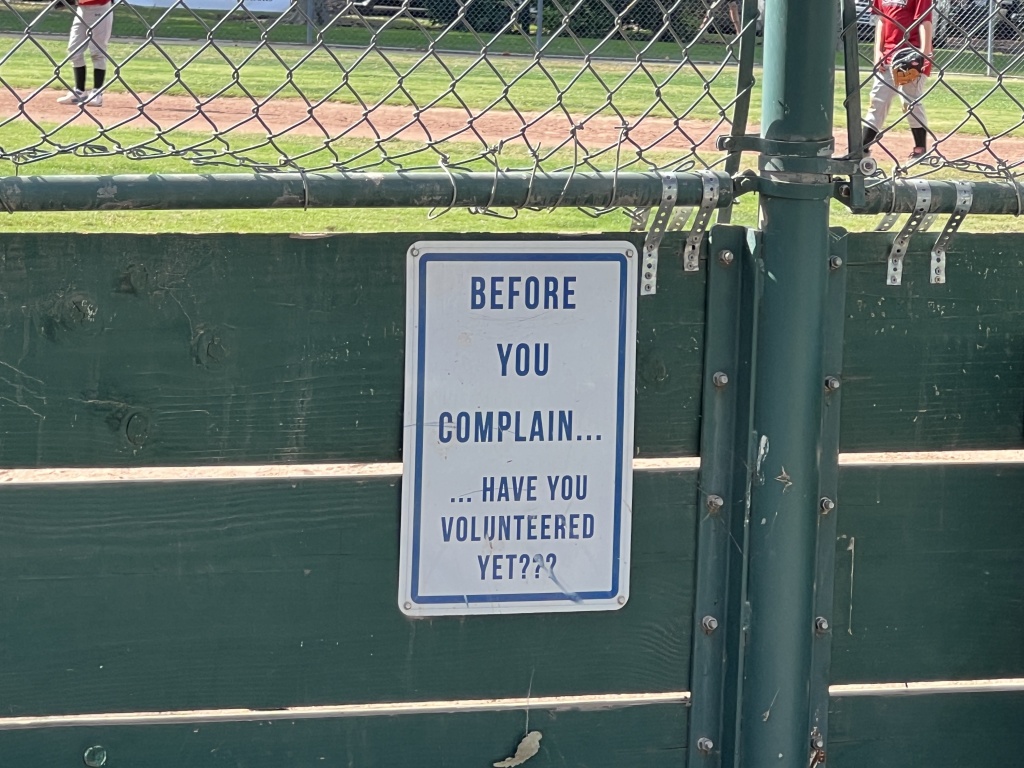 BEFORE
YOU
COMPLAIN...
... HAVE YOU
VOLUNTEERED
YET???